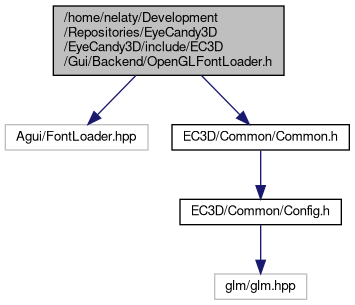 /home/nelaty/Development
/Repositories/EyeCandy3D
/EyeCandy3D/include/EC3D
/Gui/Backend/OpenGLFontLoader.h
Agui/FontLoader.hpp
EC3D/Common/Common.h
EC3D/Common/Config.h
glm/glm.hpp